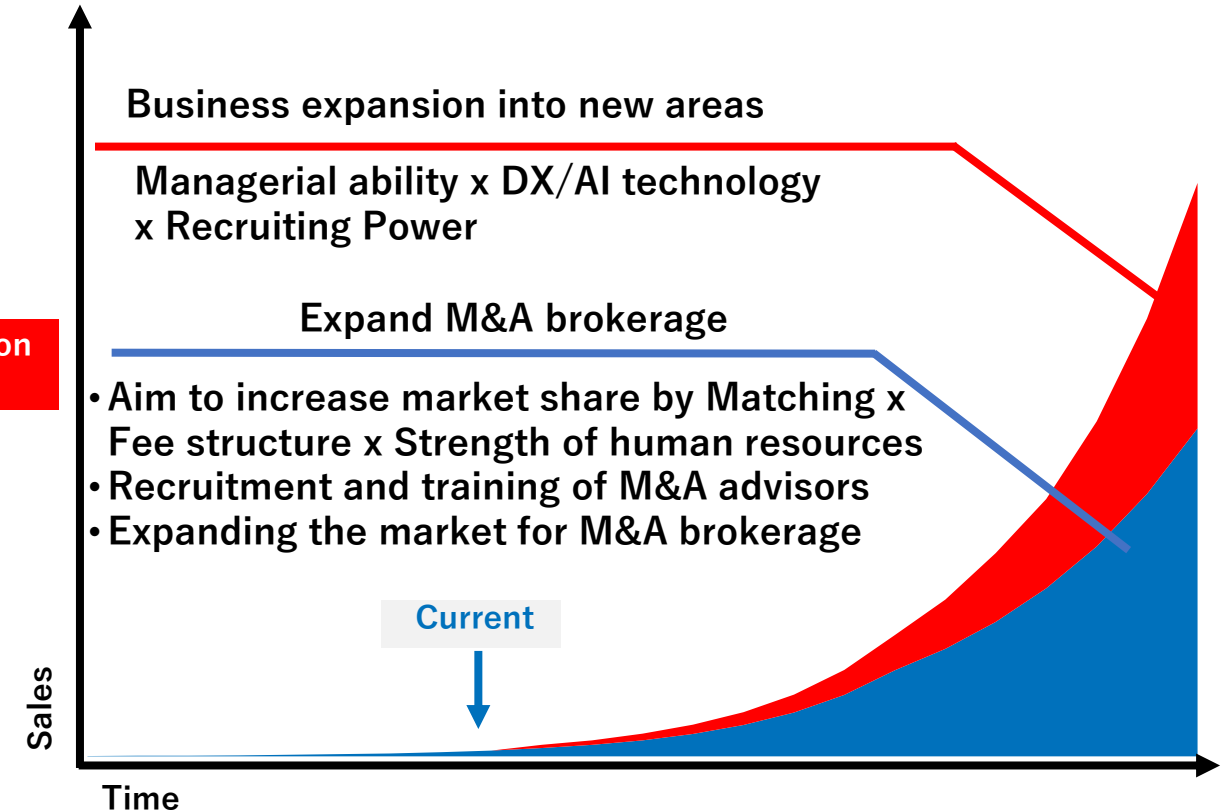 Business expansion into new areas
Managerial ability x DX/AI technology
x Recruiting Power
Expand M&A brokerage
• Aim to increase market share by Matching x
Fee structure x Strength of human resources
• Recruitment and training of M&A advisors
• Expanding the market for M&A brokerage
Current
Sales
Time